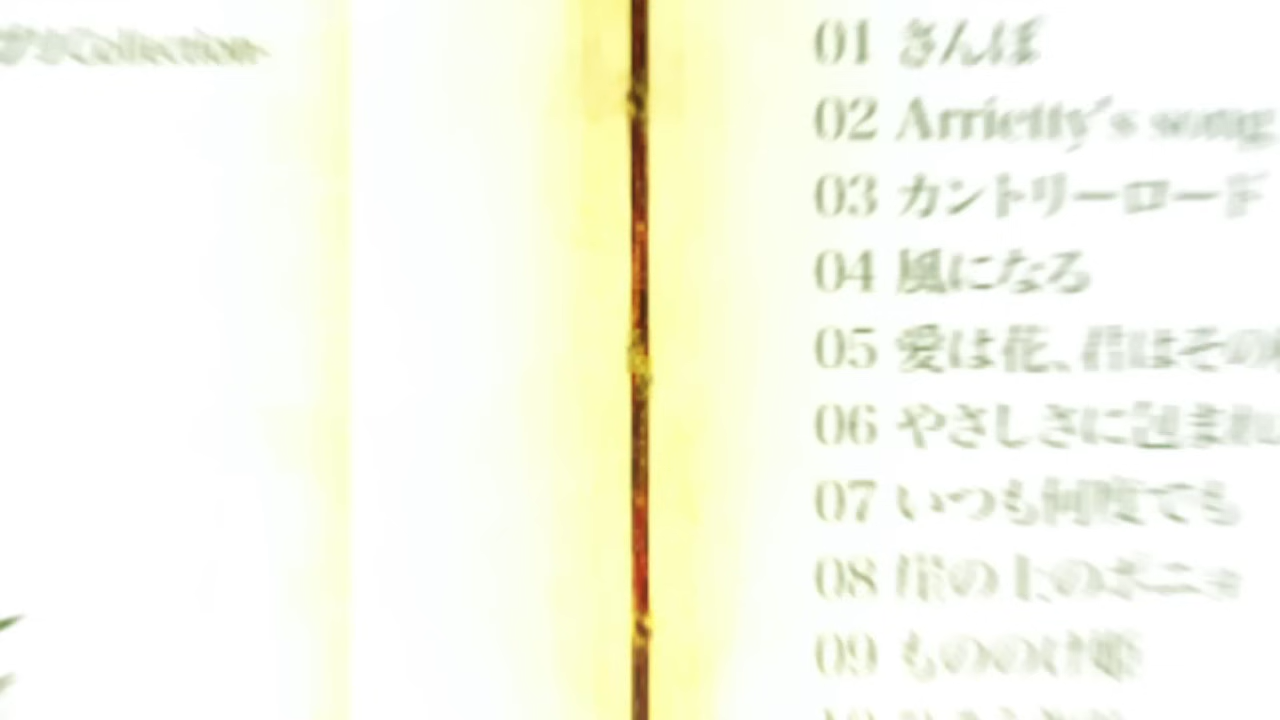 Collection
01 さんぽ
02 Arrietty's song
03 カントリーロード
04 風になる
05 愛は花、君はその
06 やさしさに包まれ
07 いつも何度でも
08 崖の上のポニョ
09 もののけ姫